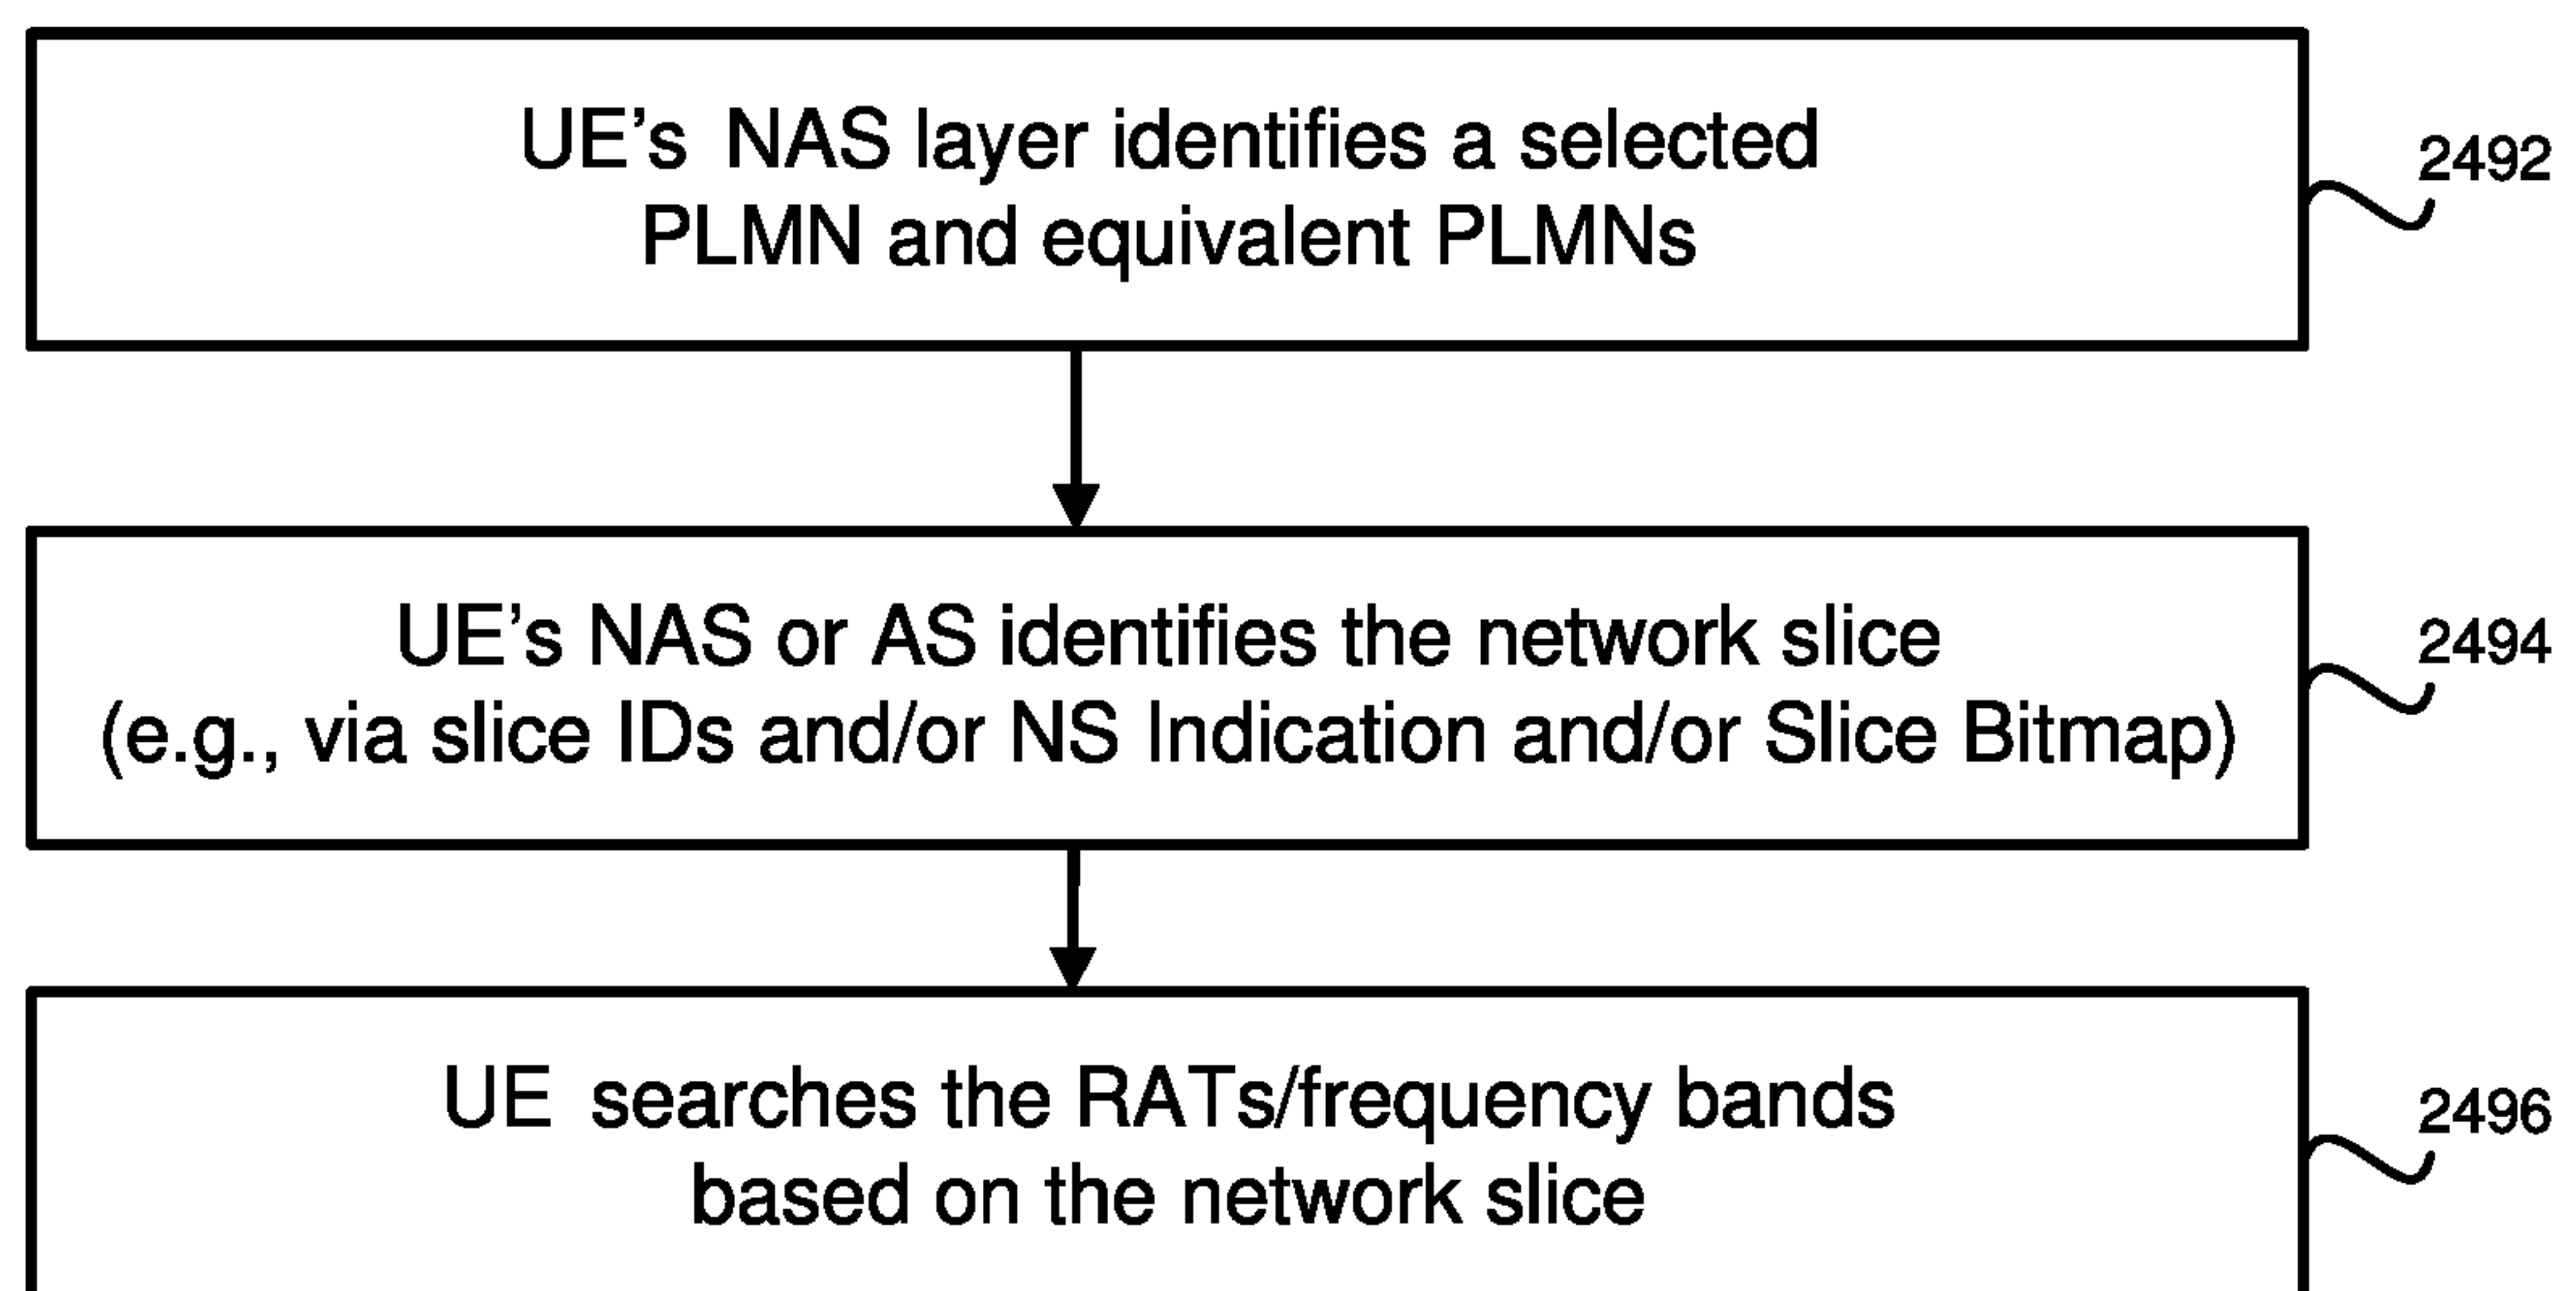 UE’s NAS layer identifies a selected
PLMN and equivalent PLMNs
2492
UE’s NAS or AS identifies the network slice
(e.g., via slice IDs and/or NS Indication and/or Slice Bitmap)
2494
UE searches the RATs/frequency bands
based on the network slice
2496